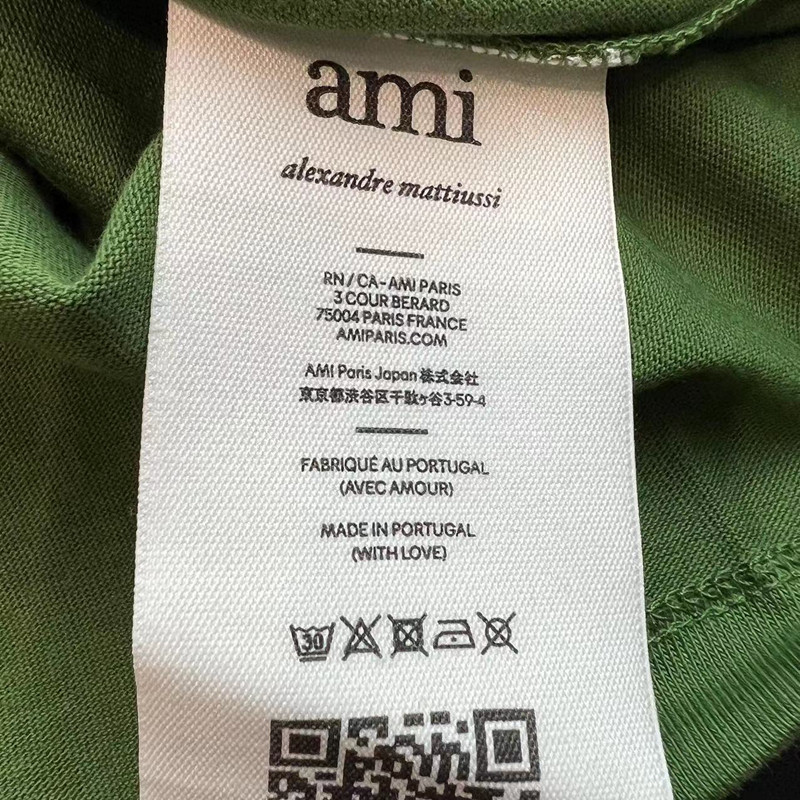 ami
alexandre mattiussi
RN / CA - AMI PARIS
3 COUR BERARD
75004 PARIS FRANCE
AMIPARIS.COM
AMI Paris Japan 株式会社
東京都渋谷区千駄ヶ谷3-59-4
FABRIQUÉ AU PORTUGAL
(AVEC AMOUR)
MADE IN PORTUGAL
(WITH LOVE)
30